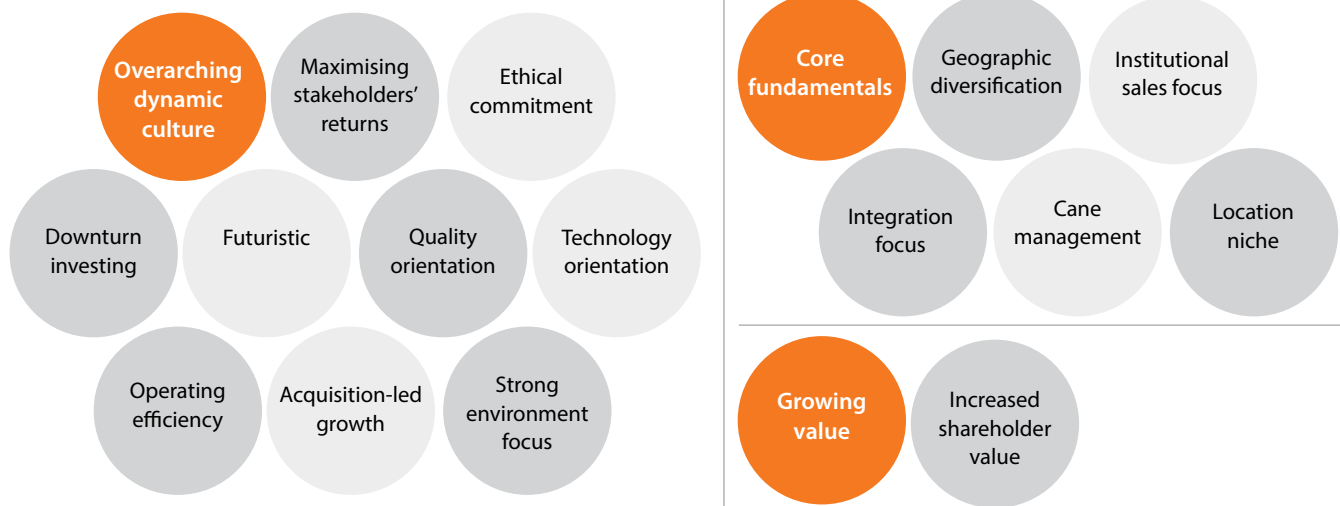 Overarching
dynamic
culture
Maximising
stakeholders’
returns
Ethical
commitment
Downturn
investing
Futuristic
Quality
orientation
Technology
orientation
Operating
efficiency
Acquisition-led
growth
Strong
environment
focus
Core
fundamentals
Geographic
diversification
Institutional
sales focus
Integration
focus
Cane
management
Location
niche
Growing
value
Increased
shareholder
value